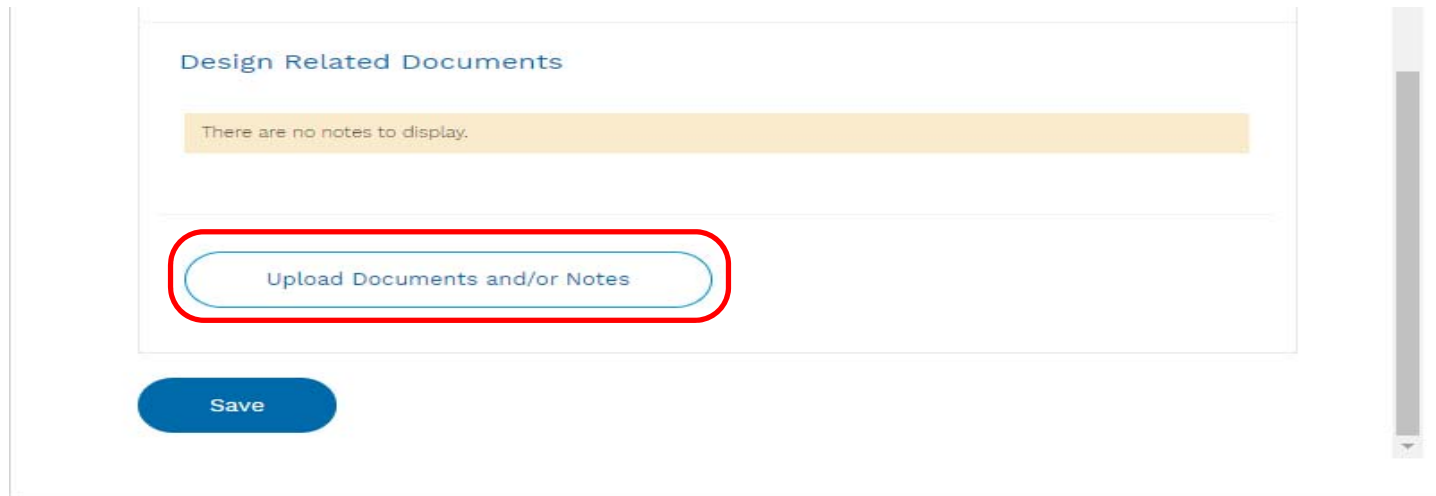 Design Related Documents
There are no notes to display.
Upload Documents and/or Notes
Save